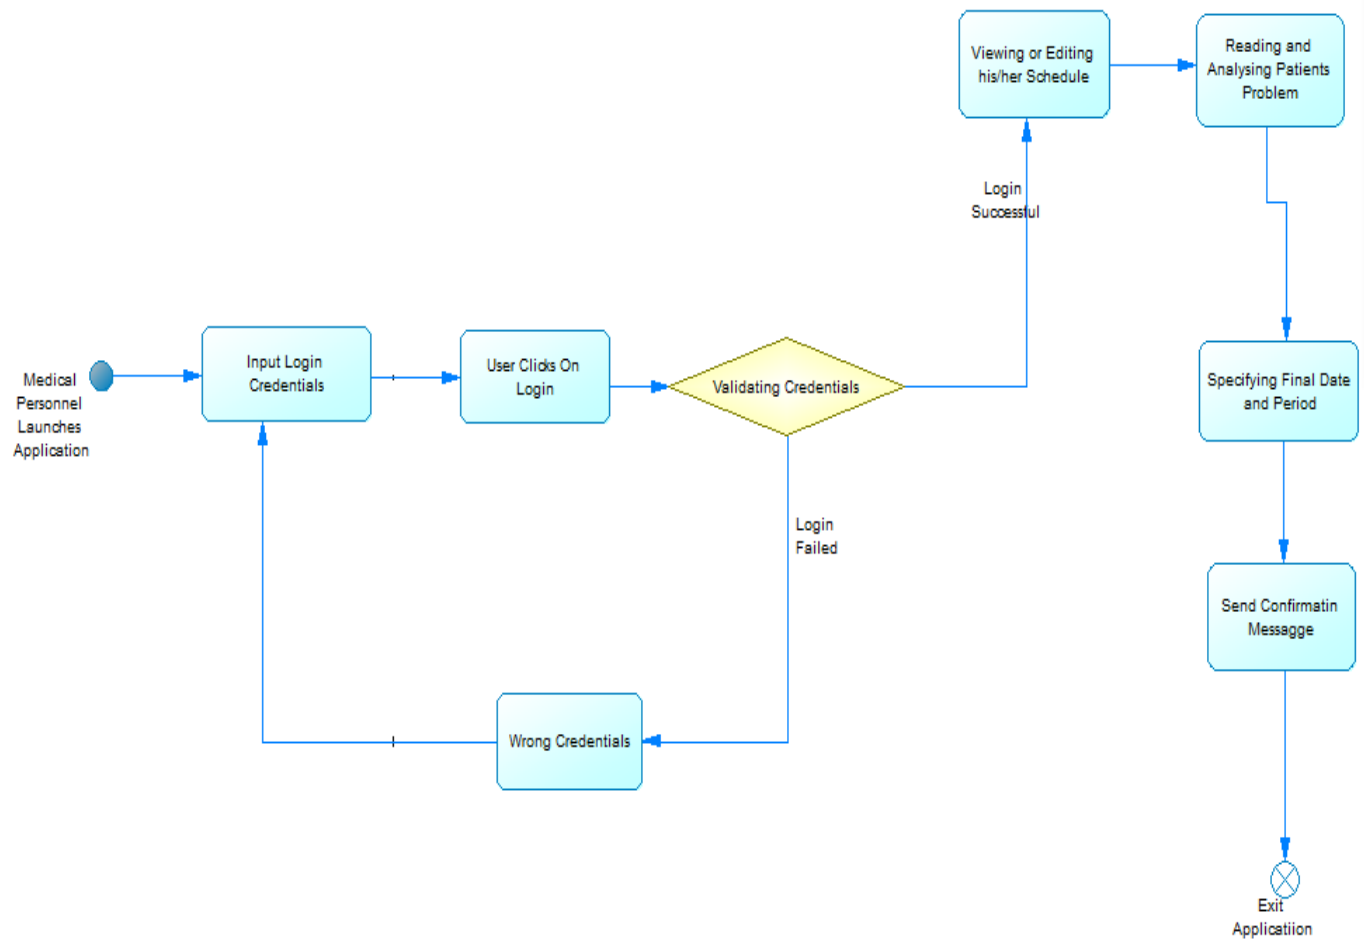 Medical
Personnel
Launches
Application
Input Login
Credentials
User Clicks On
Login
Validating Credentials
Login
Successful
Viewing or Editing
his/her Schedule
Reading and
Analysing Patients
Problem
Specifying Final Date
and Period
Send Confirmatin
Messagge
Exit
Applicatiion
Login
Failed
Wrong Credentials